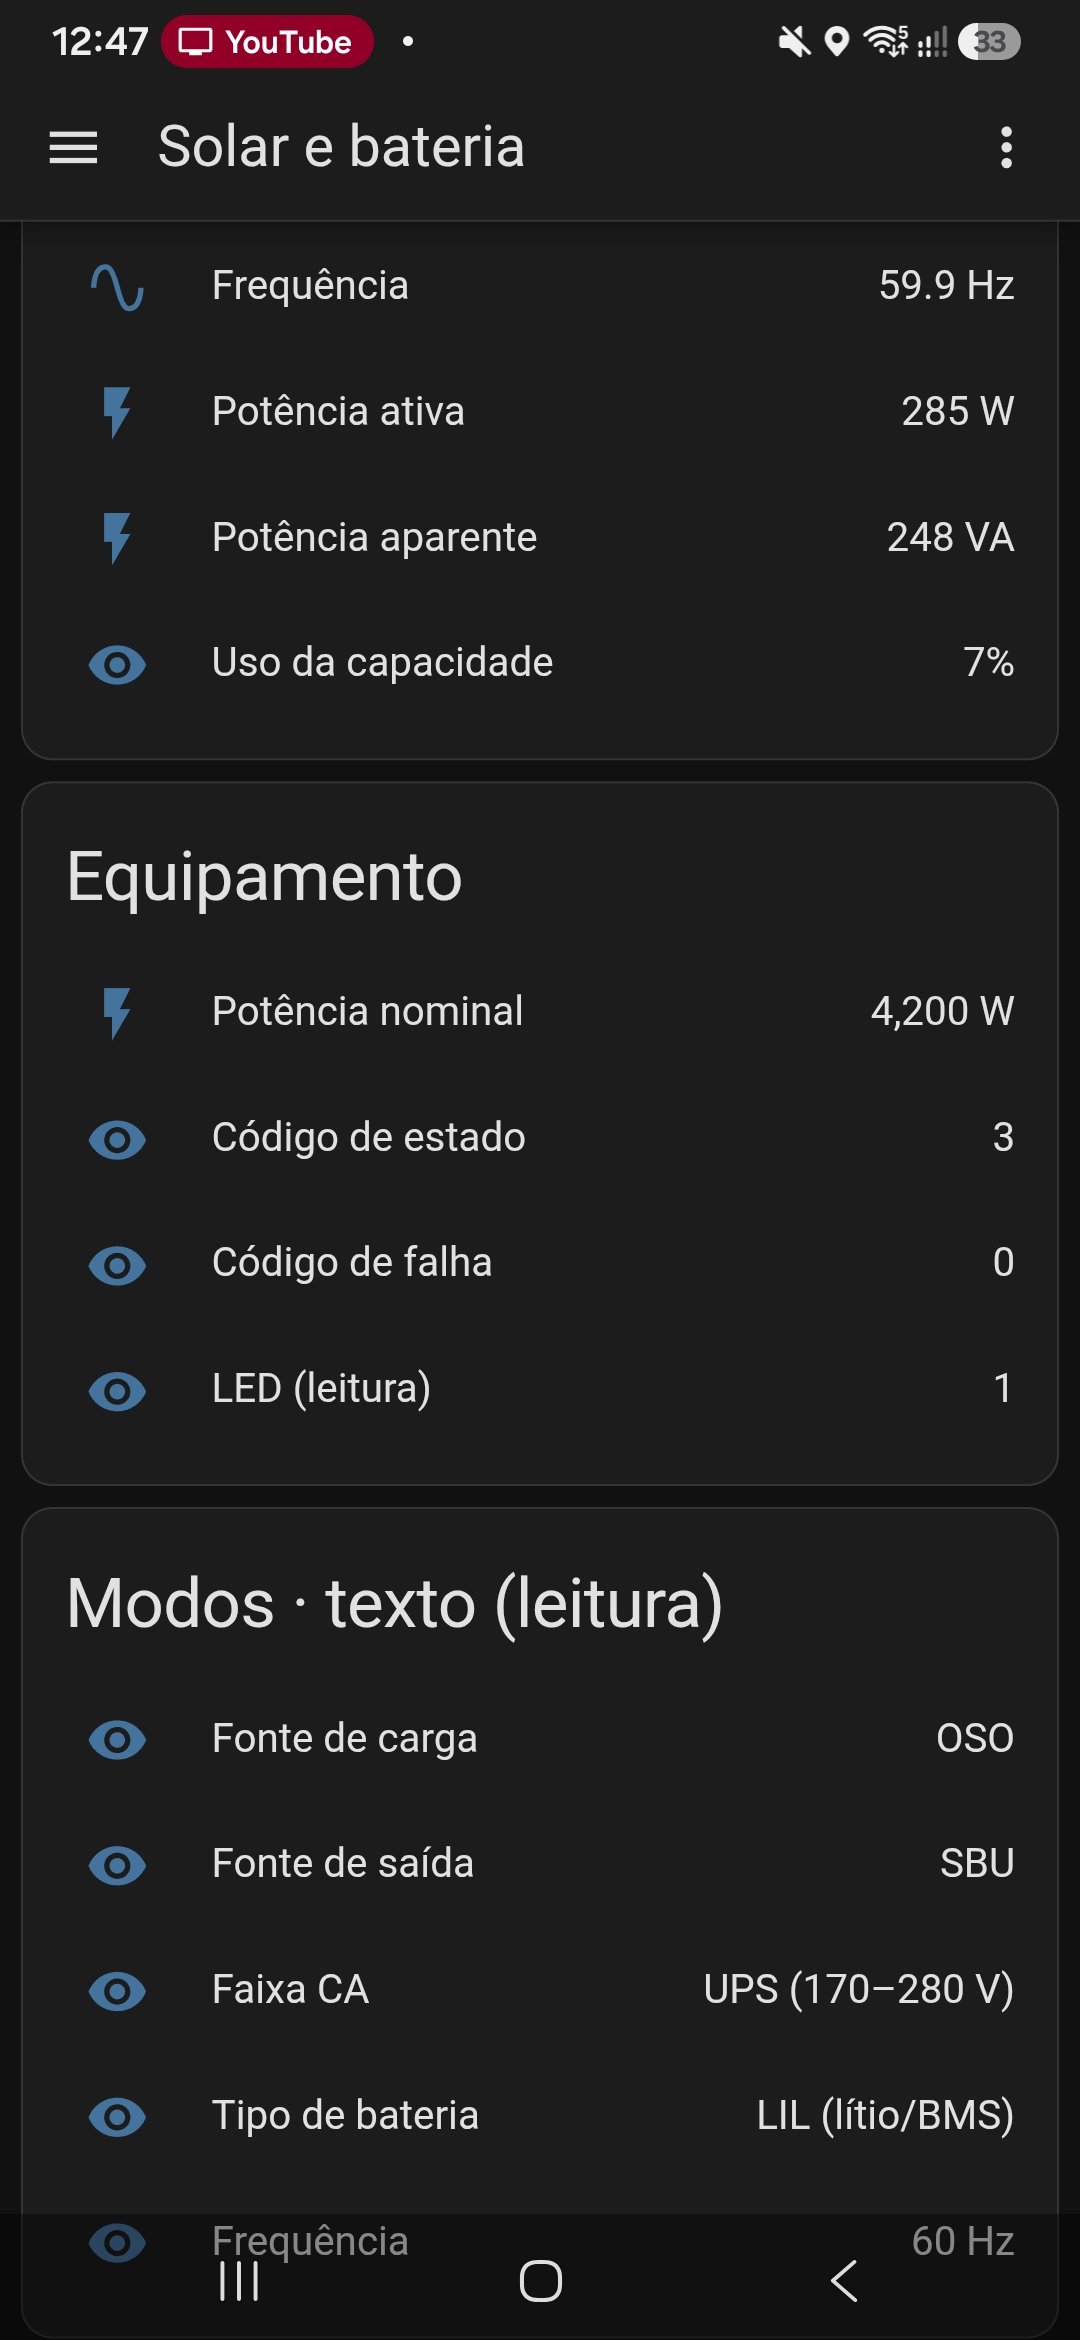 12:47 YouTube 5 33
Solar e bateria
Frequência 59.9 Hz
Potência ativa 285 W
Potência aparente 248 VA
Uso da capacidade 7%
Equipamento
Potência nominal 4,200 W
Código de estado 3
Código de falha 0
LED (leitura) 1
Modos · texto (leitura)
Fonte de carga OSO
Fonte de saída SBU
Faixa CA UPS (170–280 V)
Tipo de bateria LIL (lítio/BMS)
Frequência 60 Hz